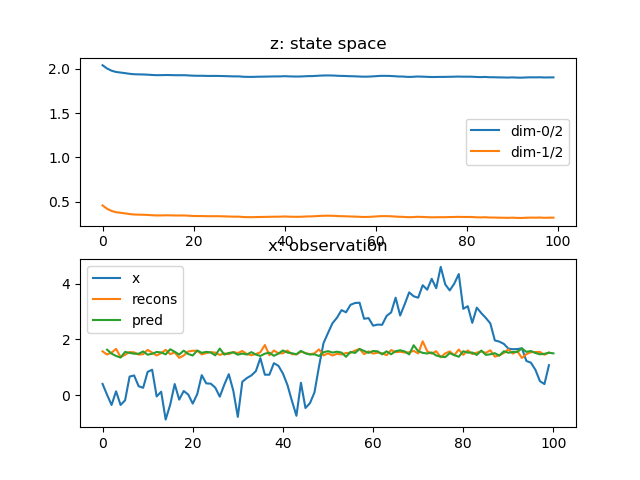 z: state space
2.0
1.5
1.0
0.5
dim-0/2
dim-1/2
0 20 40 60 80 100
x: observation
4
2
0
x
recons
pred
0 20 40 60 80 100